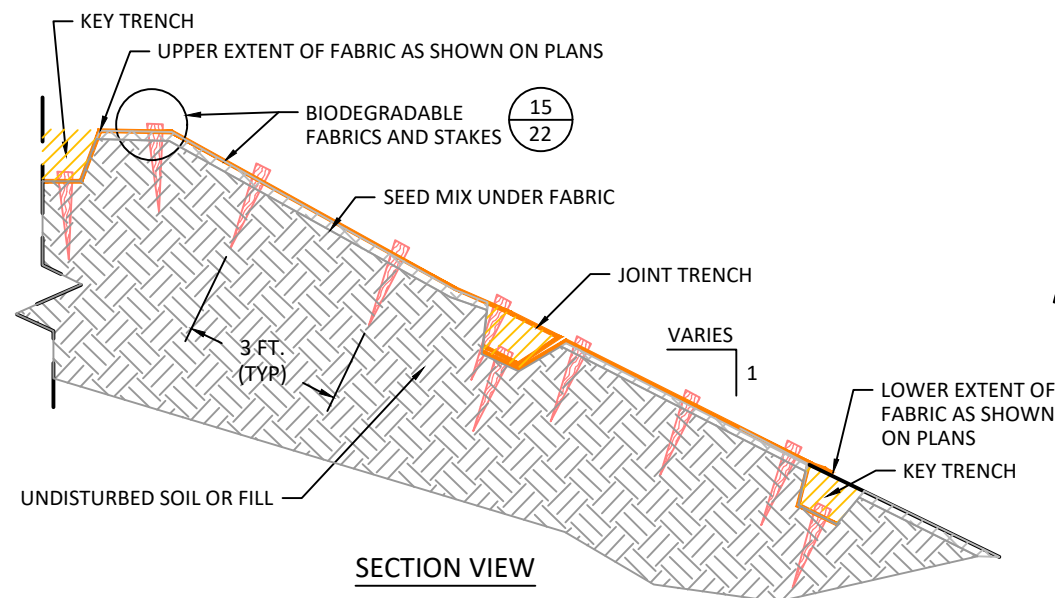 KEY TRENCH
UPPER EXTENT OF FABRIC AS SHOWN ON PLANS
BIODEGRADABLE
FABRICS AND STAKES
15
22
SEED MIX UNDER FABRIC
JOINT TRENCH
VARIES
1
3 FT.
(TYP)
LOWER EXTENT OF
FABRIC AS SHOWN
ON PLANS
KEY TRENCH
UNDISTURBED SOIL OR FILL
SECTION VIEW